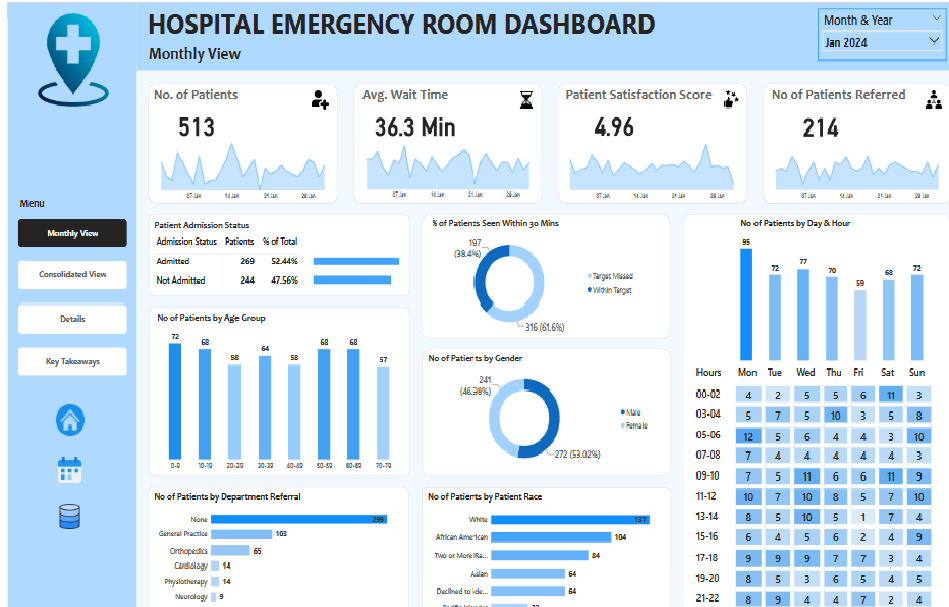 HOSPITAL EMERGENCY ROOM DASHBOARD
Monthly View
Month & Year
Jan 2024
No. of Patients
513
07 Jan 14 Jan 21 Jan 28 Jan
Avg. Wait Time
36.3 Min
07 Jan 14 Jan 21 Jan 28 Jan
Patient Satisfaction Score
4.96
07 Jan 14 Jan 21 Jan 28 Jan
No of Patients Referred
214
07 Jan 14 Jan 21 Jan 28 Jan
Menu
Monthly View
Consolidated View
Details
Key Takeaways
Patient Admission Status
Admission Status Patients % of Total
Admitted 269 52.44%
Not Admitted 244 47.56%
No of Patients by Age Group
72 68 58 64 58 68 68 57
0-9 10-19 20-29 30-39 40-49 50-59 60-69 70-79
% of Patients Seen Within 30 Mins
197
(38.4%)
316 (61.6%)
Target Missed
Within Target
No of Patients by Gender
241
(46.98%)
272 (53.02%)
Male
Female
No of Patients by Department Referral
None 299
General Practice 103
Orthopedics 65
Cardiology 14
Physiotherapy 14
Neurology 9
No of Patients by Patient Race
White 137
African American 104
Two or More (Ra... 84
Asian 64
Declined to Ide... 64
No of Patients by Day & Hour
95 72 77 70 59 68 72
Hours Mon Tue Wed Thu Fri Sat Sun
00-02 4 2 5 5 6 11 3
03-04 5 7 5 10 3 5 8
05-06 12 5 6 4 4 3 10
07-08 7 4 4 4 4 4 3
09-10 7 5 11 6 6 11 9
11-12 10 7 10 8 5 7 10
13-14 8 5 10 5 1 7 4
15-16 6 4 5 6 2 4 9
17-18 9 9 9 7 7 3 4
19-20 8 5 3 6 5 4 5
21-22 8 9 4 4 7 2 4